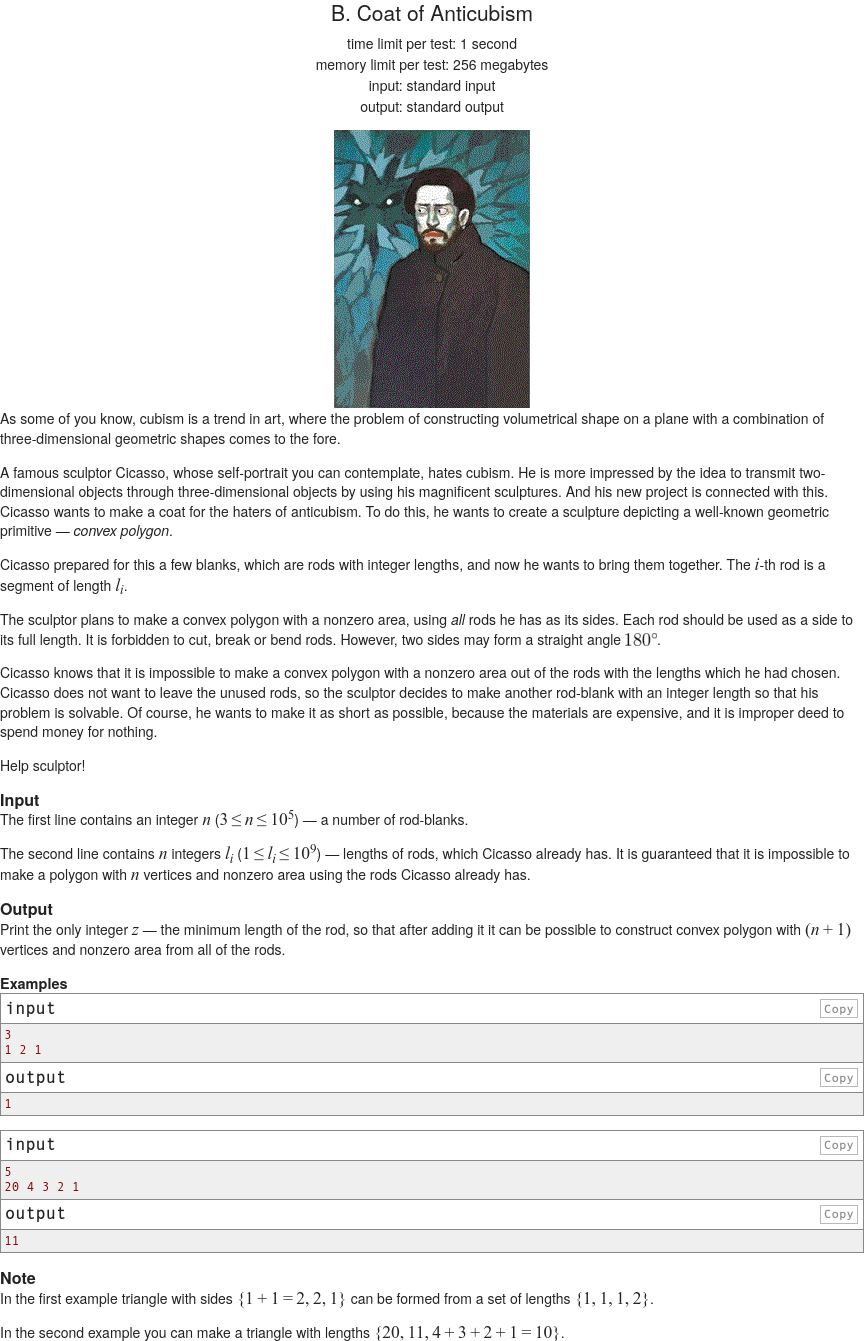 B. Coat of Anticubism
time limit per test: 1 second
memory limit per test: 256 megabytes
input: standard input
output: standard output
As some of you know, cubism is a trend in art, where the problem of constructing volumetrical shape on a plane with a combination of
three-dimensional geometric shapes comes to the fore.
A famous sculptor Cicasso, whose self-portrait you can contemplate, hates cubism. He is more impressed by the idea to transmit two-
dimensional objects through three-dimensional objects by using his magnificent sculptures. And his new project is connected with this.
Cicasso wants to make a coat for the haters of anticubism. To do this, he wants to create a sculpture depicting a well-known geometric
primitive — convex polygon.
Cicasso prepared for this a few blanks, which are rods with integer lengths, and now he wants to bring them together. The i-th rod is a
segment of length l_i.
The sculptor plans to make a convex polygon with a nonzero area, using all rods he has as its sides. Each rod should be used as a side to
its full length. It is forbidden to cut, break or bend rods. However, two sides may form a straight angle 180°.
Cicasso knows that it is impossible to make a convex polygon with a nonzero area out of the rods with the lengths which he had chosen.
Cicasso does not want to leave the unused rods, so the sculptor decides to make another rod-blank with an integer length so that his
problem is solvable. Of course, he wants to make it as short as possible, because the materials are expensive, and it is improper deed to
spend money for nothing.
Help sculptor!
Input
The first line contains an integer n (3 ≤ n ≤ 10^5) — a number of rod-blanks.
The second line contains n integers l_i (1 ≤ l_i ≤ 10^9) — lengths of rods, which Cicasso already has. It is guaranteed that it is impossible to
make a polygon with n vertices and nonzero area using the rods Cicasso already has.
Output
Print the only integer z — the minimum length of the rod, so that after adding it it can be possible to construct convex polygon with (n + 1)
vertices and nonzero area from all of the rods.
Examples
input Copy
3
1 2 1
output Copy
1
input Copy
5
20 4 3 2 1
output Copy
11
Note
In the first example triangle with sides {1 + 1 = 2, 2, 1} can be formed from a set of lengths {1, 1, 1, 2}.
In the second example you can make a triangle with lengths {20, 11, 4 + 3 + 2 + 1 = 10}.